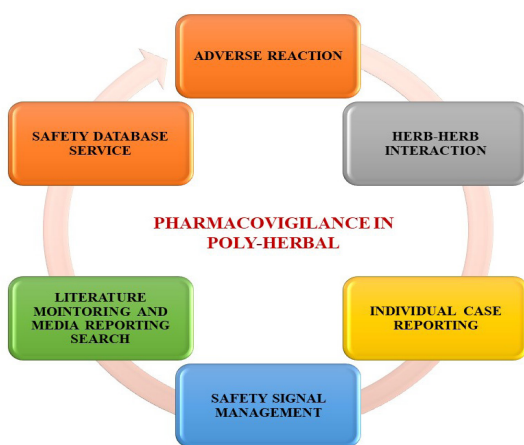 ADVERSE REACTION
HERB-HERB
INTERACTION
INDIVIDUAL CASE
REPORTING
SAFETY SIGNAL
MANAGEMENT
LITERATURE
MOINTORING AND
MEDIA REPORTING
SEARCH
SAFETY DATABASE
SERVICE
PHARMACOVIGILANCE IN
POLY-HERBAL